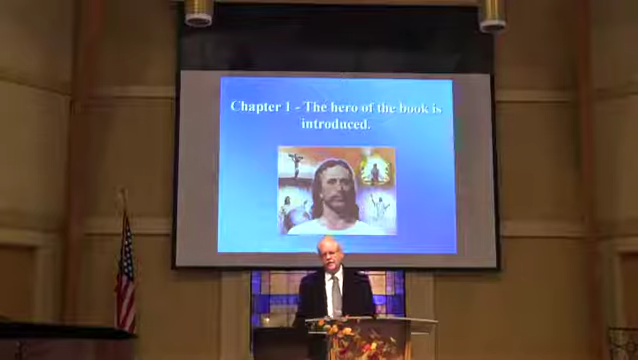 Chapter 1 - The hero of the book is
introduced.